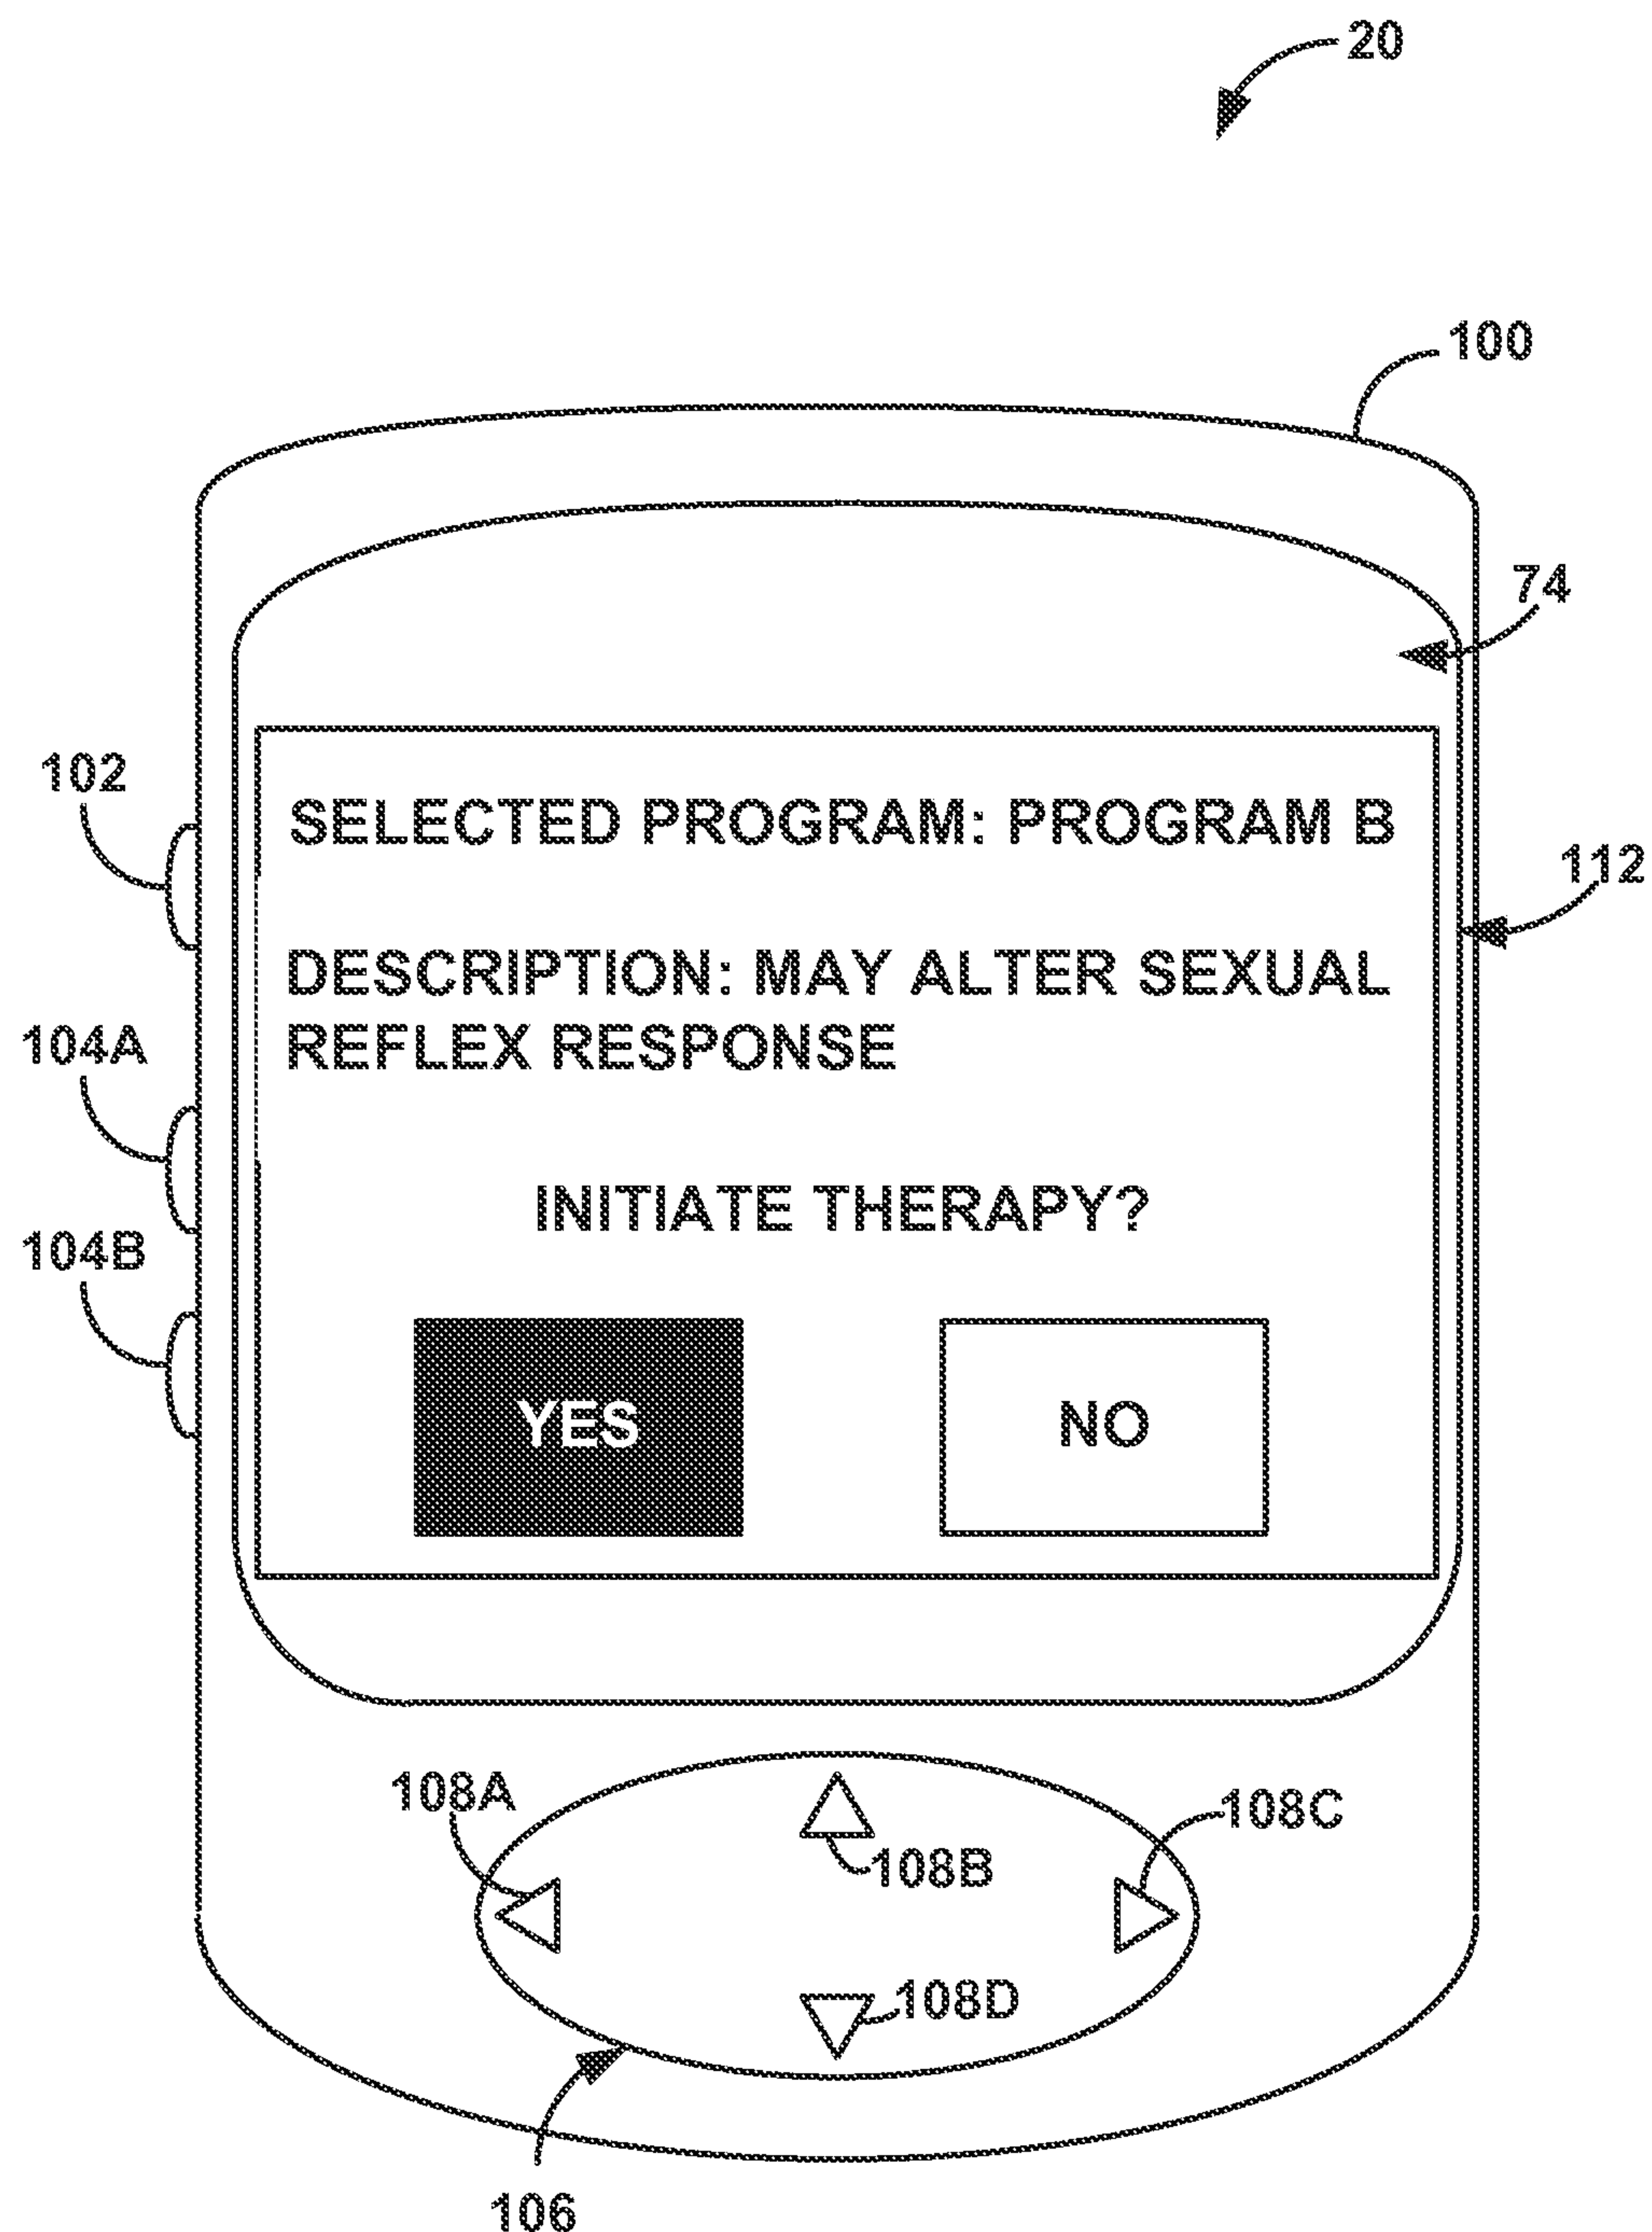 20
100
74
102
SELECTED PROGRAM: PROGRAM B
112
DESCRIPTION: MAY ALTER SEXUAL
REFLEX RESPONSE
104A
INITIATE THERAPY?
104B
YES
NO
108A
108C
108B
108D
106